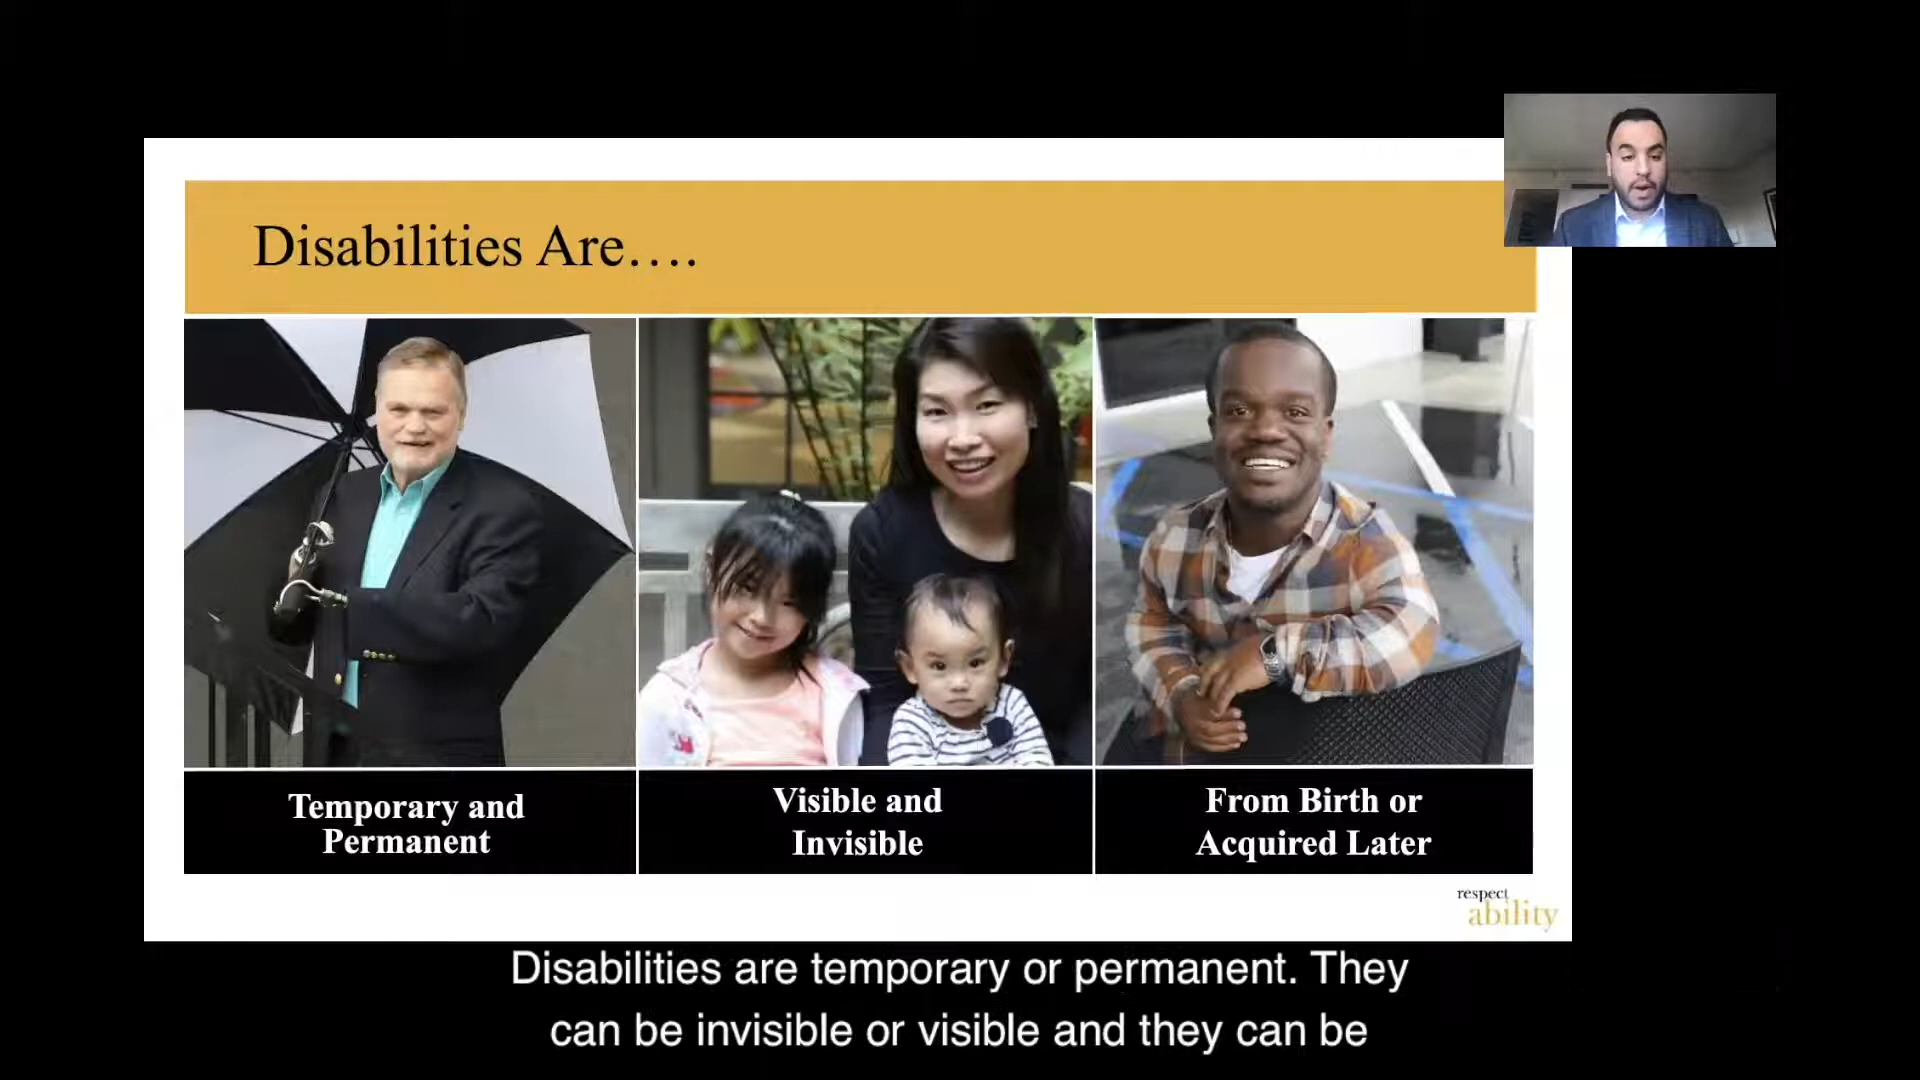 Disabilities Are….
Temporary and
Permanent
Visible and
Invisible
From Birth or
Acquired Later
respect
ability
Disabilities are temporary or permanent. They
can be invisible or visible and they can be